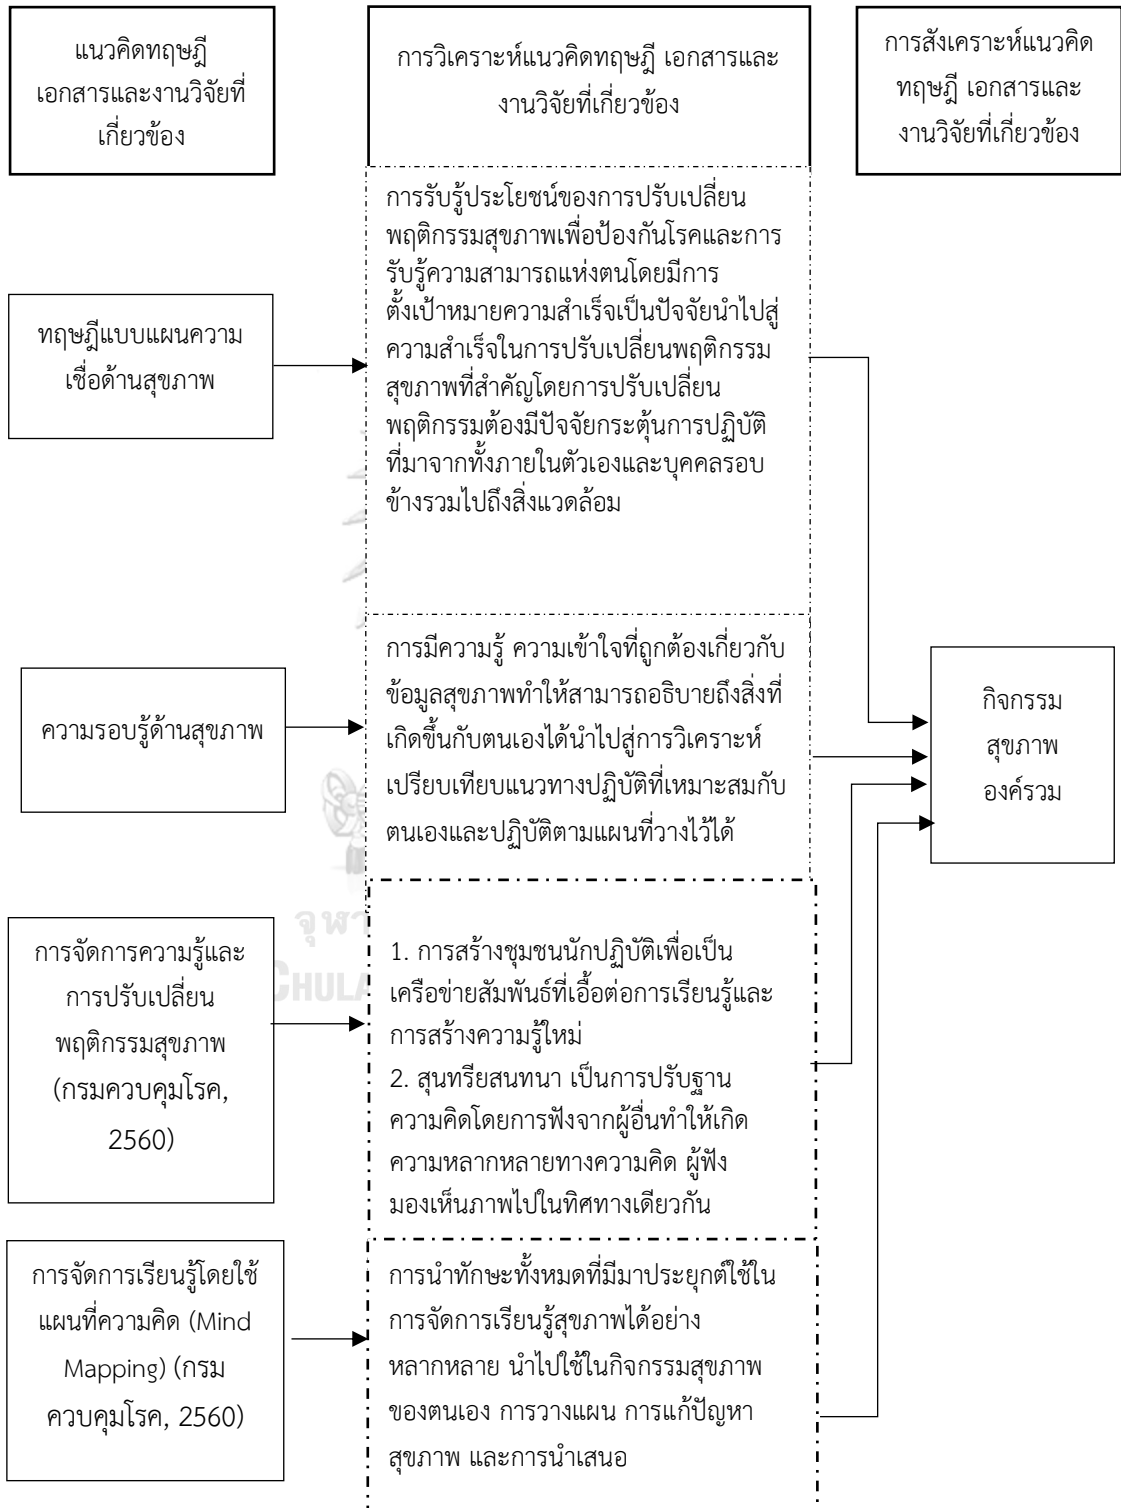 แนวคิดทฤษฎี
เอกสารและงานวิจัยที่
เกี่ยวข้อง
การวิเคราะห์แนวคิดทฤษฎี เอกสารและ
งานวิจัยที่เกี่ยวข้อง
การสังเคราะห์แนวคิด
ทฤษฎี เอกสารและ
งานวิจัยที่เกี่ยวข้อง
ทฤษฎีแบบแผนความ
เชื่อด้านสุขภาพ
การรับรู้ประโยชน์ของการปรับเปลี่ยน
พฤติกรรมสุขภาพเพื่อป้องกันโรคและการ
รับรู้ความสามารถแห่งตนโดยมีการ
ตั้งเป้าหมายความสำเร็จเป็นปัจจัยนำไปสู่
ความสำเร็จในการปรับเปลี่ยนพฤติกรรม
สุขภาพที่สำคัญโดยการปรับเปลี่ยน
พฤติกรรมต้องมีปัจจัยกระตุ้นการปฏิบัติ
ที่มาจากทั้งภายในตัวเองและบุคคลรอบ
ข้างรวมไปถึงสิ่งแวดล้อม
ความรอบรู้ด้านสุขภาพ
การมีความรู้ ความเข้าใจที่ถูกต้องเกี่ยวกับ
ข้อมูลสุขภาพทำให้สามารถอธิบายถึงสิ่งที่
เกิดขึ้นกับตนเองได้นำไปสู่การวิเคราะห์
เปรียบเทียบแนวทางปฏิบัติที่เหมาะสมกับ
ตนเองและปฏิบัติตามแผนที่วางไว้ได้
กิจกรรม
สุขภาพ
องค์รวม
จุฬา
CHULA
การจัดการความรู้และ
การปรับเปลี่ยน
พฤติกรรมสุขภาพ
(กรมควบคุมโรค,
2560)
1. การสร้างชุมชนนักปฏิบัติเพื่อเป็น
เครือข่ายสัมพันธ์ที่เอื้อต่อการเรียนรู้และ
การสร้างความรู้ใหม่
2. สุนทรียสนทนา เป็นการปรับฐาน
ความคิดโดยการฟังจากผู้อื่นทำให้เกิด
ความหลากหลายทางความคิด ผู้ฟัง
มองเห็นภาพไปในทิศทางเดียวกัน
การจัดการเรียนรู้โดยใช้
แผนที่ความคิด (Mind
Mapping) (กรม
ควบคุมโรค, 2560)
การนำทักษะทั้งหมดที่มีมาประยุกต์ใช้ใน
การจัดการเรียนรู้สุขภาพได้อย่าง
หลากหลาย นำไปใช้ในกิจกรรมสุขภาพ
ของตนเอง การวางแผน การแก้ปัญหา
สุขภาพ และการนำเสนอ